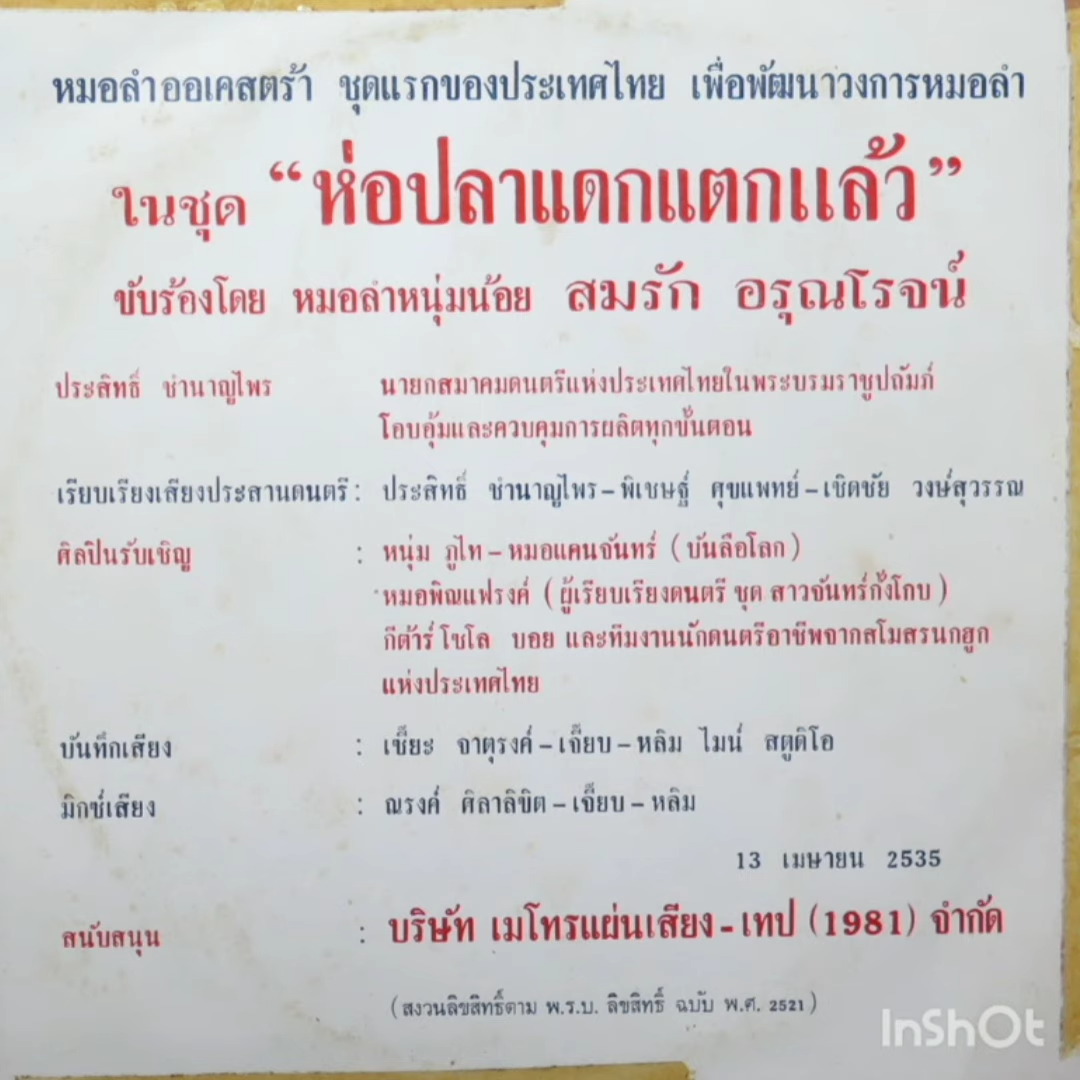 หมอลำออเคสตร้า ชุดแรกของประเทศไทย เพื่อพัฒนาวงการหมอลำ
ในชุด “ห่อปลาแดกแตกแล้ว”
ขับร้องโดย หมอลำหนุ่มน้อย สมรัก อรุณโรจน์
ประสิทธิ์ ชำนาญไพร นายกสมาคมดนตรีแห่งประเทศไทยในพระบรมราชูปถัมภ์
โอบอุ้มและควบคุมการผลิตทุกขั้นตอน
เรียบเรียงเสียงประสานดนตรี : ประสิทธิ์ ชำนาญไพร – พิเชษฐ์ ศุขแพทย์ – เชิดชัย วงษ์สุวรรณ
ศิลปินรับเชิญ : หนุ่ม ภูไท – หมอแคนจันทร์ ( บันลือโลก )
หมอพิณแฟรงค์ ( ผู้เรียบเรียงดนตรี ชุด สาวจันทร์กั้งโกบ )
กีต้าร์ โซโล บอย และทีมงานนักดนตรีอาชีพจากสโมสรนกฮูก
แห่งประเทศไทย
บันทึกเสียง : เซี๊ยะ จาตุรงค์ – เจี๊ยบ – หลิม ไมน์ สตูดิโอ
มิกซ์เสียง : ณรงค์ ศิลาลิขิต – เจี๊ยบ – หลิม
13 เมษายน 2535
สนับสนุน : บริษัท เมโทรแผ่นเสียง - เทป (1981) จำกัด
( สงวนลิขสิทธิ์ตาม พ.ร.บ. ลิขสิทธิ์ ฉบับ พ.ศ. 2521 )
InShOt